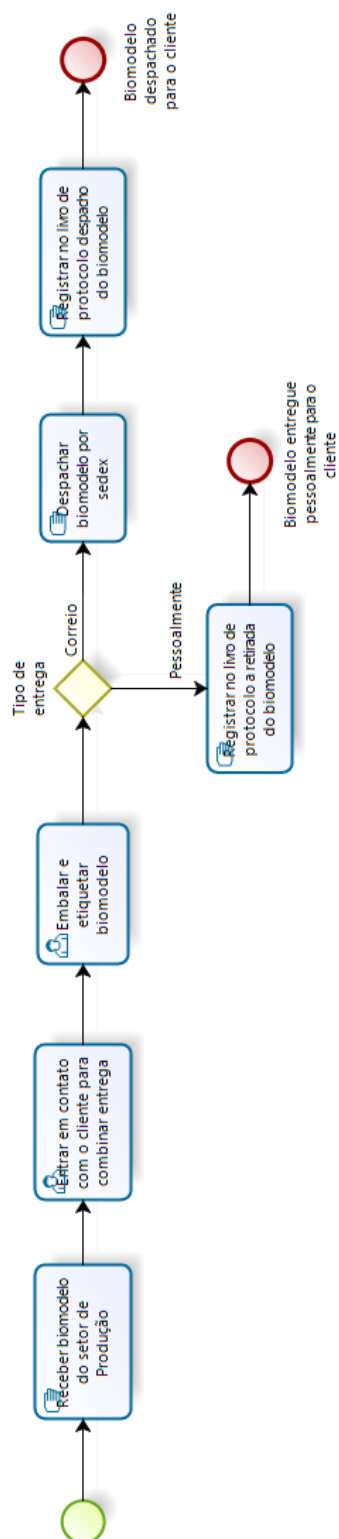 Receber biomodelo
do setor de
Produção
Entrar em contato
com o cliente para
combinar entrega
Embalar e
etiquetar
biomodelo
Tipo de
entrega
Correio
Despachar
biomodelo por
sedex
Registrar no livro de
protocolo despacho
do biomodelo
Biomodelo
despachado
para o cliente
Pessoalmente
Registrar no livro de
protocolo a retirada
do biomodelo
Biomodelo entregue
pessoalmente para o
cliente